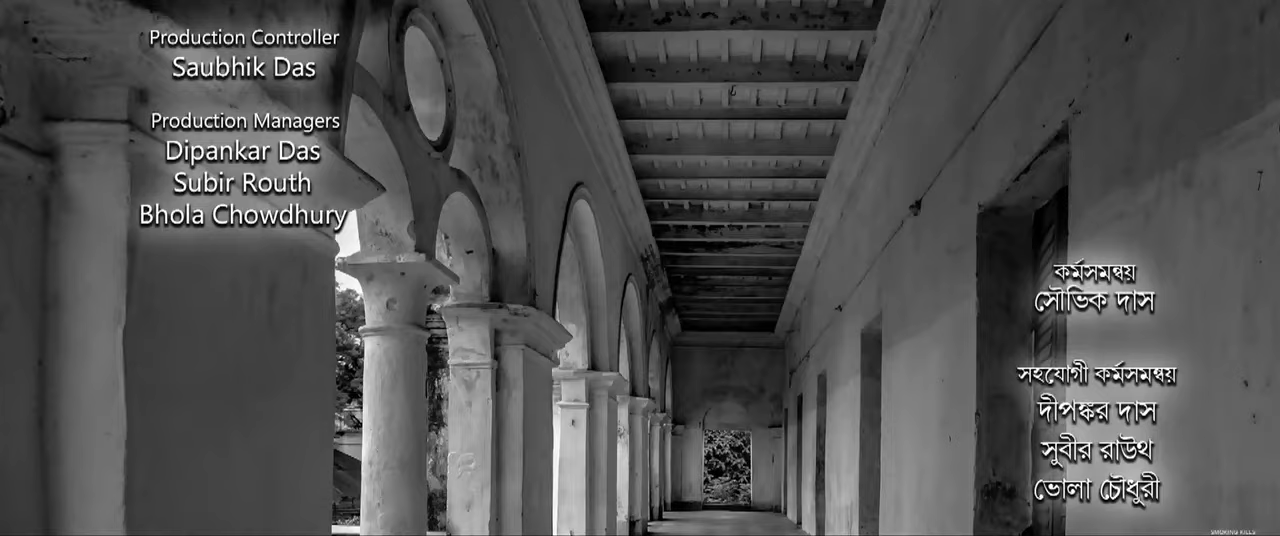 Production Controller
Saubhik Das
Production Managers
Dipankar Das
Subir Routh
Bhola Chowdhury
কর্মসমন্বয়
সৌভিক দাস
সহযোগী কর্মসমন্বয়
দীপঙ্কর দাস
সুবীর রাউথ
ভোলা চৌধুরী
SMOKING KILLS